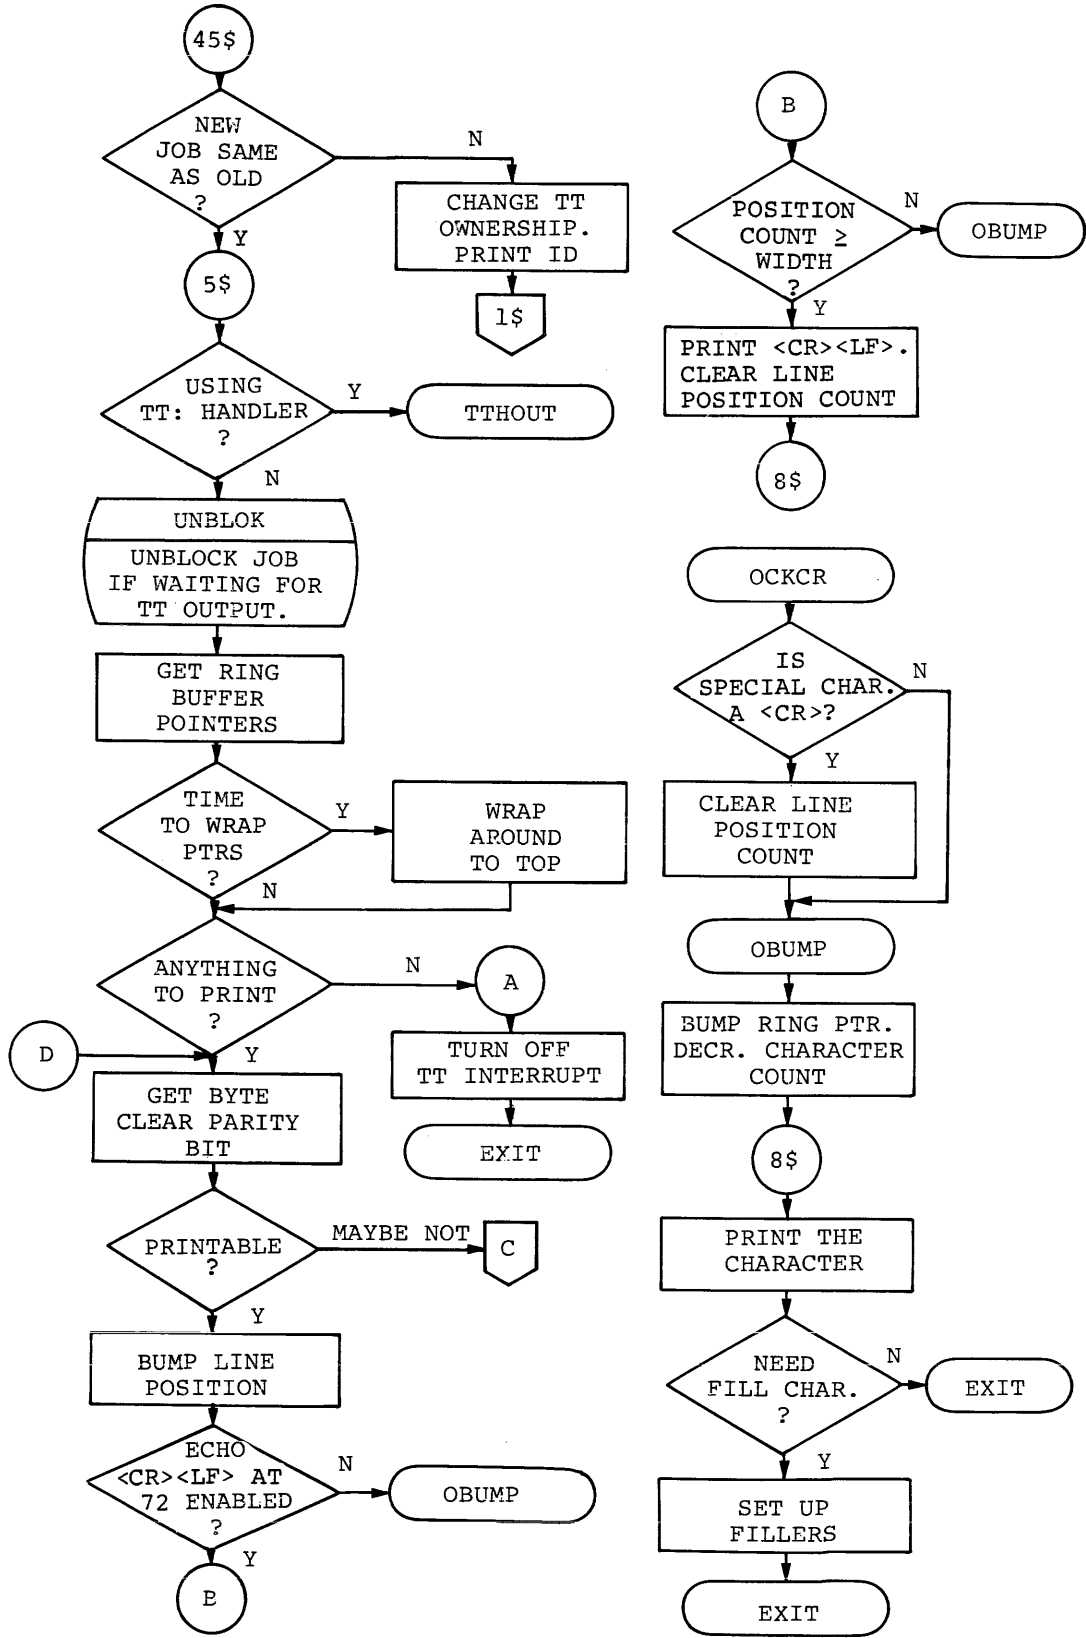 45$
NEW
JOB SAME
AS OLD
?
N
CHANGE TT
OWNERSHIP.
PRINT ID
1$
Y
5$
USING
TT: HANDLER
?
Y
TTHOUT
N
UNBLOK
UNBLOCK JOB
IF WAITING FOR
TT OUTPUT.
GET RING
BUFFER
POINTERS
TIME
TO WRAP
PTRS
?
Y
WRAP
AROUND
TO TOP
N
ANYTHING
TO PRINT
?
N
A
TURN OFF
TT INTERRUPT
EXIT
D
Y
GET BYTE
CLEAR PARITY
BIT
PRINTABLE
?
MAYBE NOT
C
Y
BUMP LINE
POSITION
ECHO
<CR><LF> AT
72 ENABLED
?
N
OBUMP
Y
B
B
POSITION
COUNT ≥
WIDTH
?
N
OBUMP
Y
PRINT <CR><LF>.
CLEAR LINE
POSITION COUNT
8$
OCKCR
IS
SPECIAL CHAR.
A <CR>?
N
Y
CLEAR LINE
POSITION
COUNT
OBUMP
BUMP RING PTR.
DECR. CHARACTER
COUNT
8$
PRINT THE
CHARACTER
NEED
FILL CHAR.
?
N
EXIT
Y
SET UP
FILLERS
EXIT